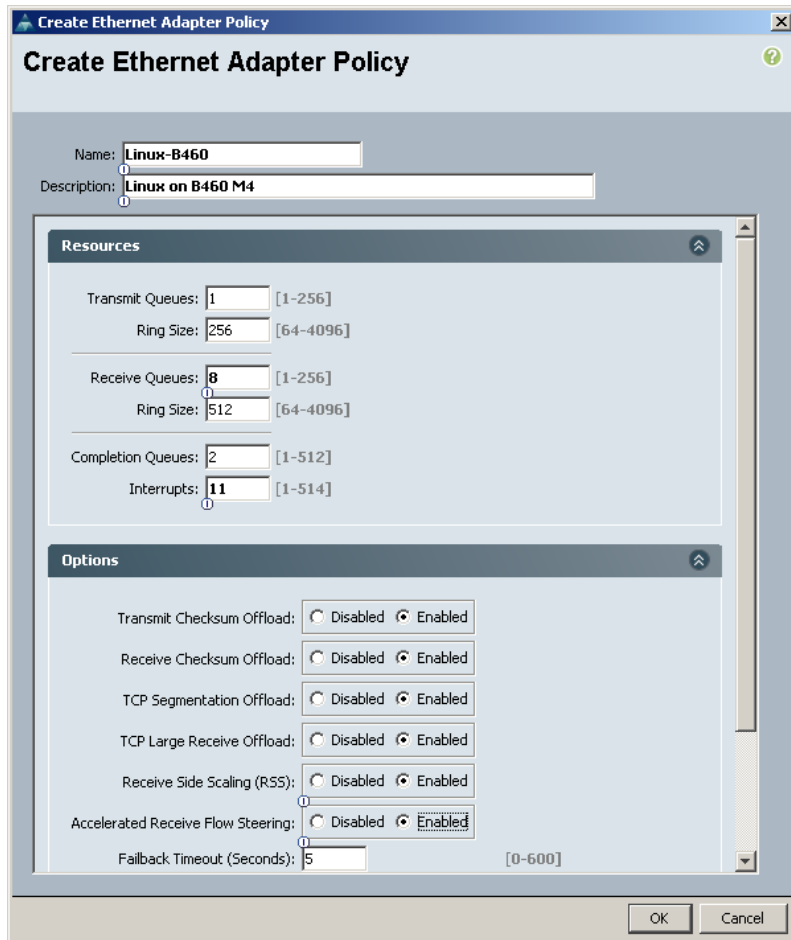 Create Ethernet Adapter Policy
Create Ethernet Adapter Policy
Name: Linux-B460
Description: Linux on B460 M4
Resources
Transmit Queues: 1 [1-256]
Ring Size: 256 [64-4096]
Receive Queues: 8 [1-256]
Ring Size: 512 [64-4096]
Completion Queues: 2 [1-512]
Interrupts: 11 [1-514]
Options
Transmit Checksum Offload: Disabled Enabled
Receive Checksum Offload: Disabled Enabled
TCP Segmentation Offload: Disabled Enabled
TCP Large Receive Offload: Disabled Enabled
Receive Side Scaling (RSS): Disabled Enabled
Accelerated Receive Flow Steering: Disabled Enabled
Failback Timeout (Seconds): 5 [0-600]
OK Cancel